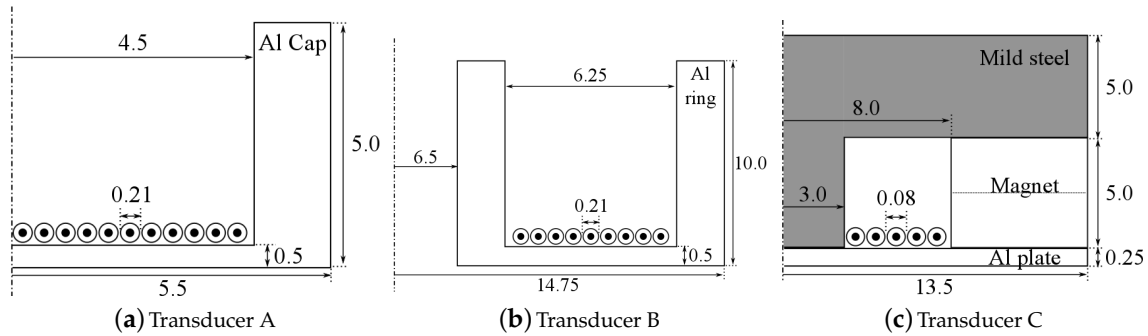 Al Cap
4.5
5.0
0.21
0.5
5.5
(a) Transducer A
6.25
Al
ring
6.5
10.0
0.21
0.5
14.75
(b) Transducer B
Mild steel
5.0
8.0
Magnet
5.0
3.0
0.08
Al plate
0.25
13.5
(c) Transducer C